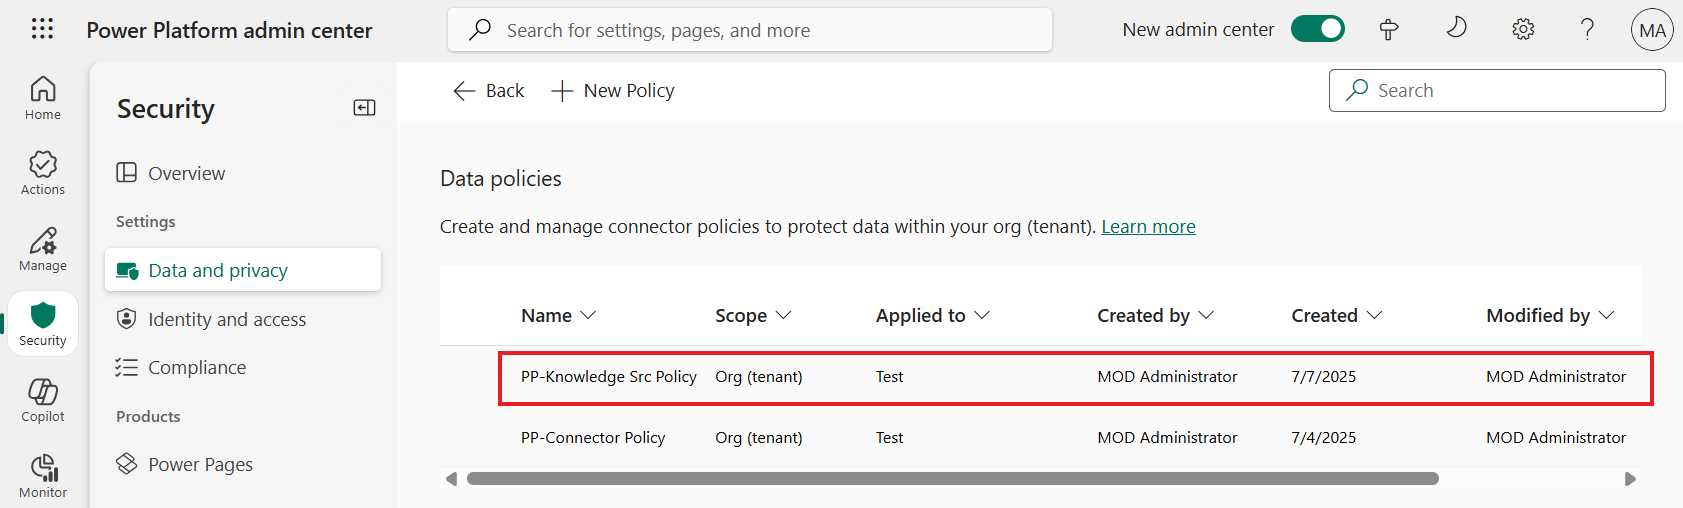 Power Platform admin center
Search for settings, pages, and more
New admin center
MA
Home
Actions
Manage
Security
Copilot
Monitor
Security
Overview
Settings
Data and privacy
Identity and access
Compliance
Products
Power Pages
Back
New Policy
Search
Data policies
Create and manage connector policies to protect data within your org (tenant). Learn more
Name Scope Applied to Created by Created Modified by
PP-Knowledge Src Policy Org (tenant) Test MOD Administrator 7/7/2025 MOD Administrator
PP-Connector Policy Org (tenant) Test MOD Administrator 7/4/2025 MOD Administrator